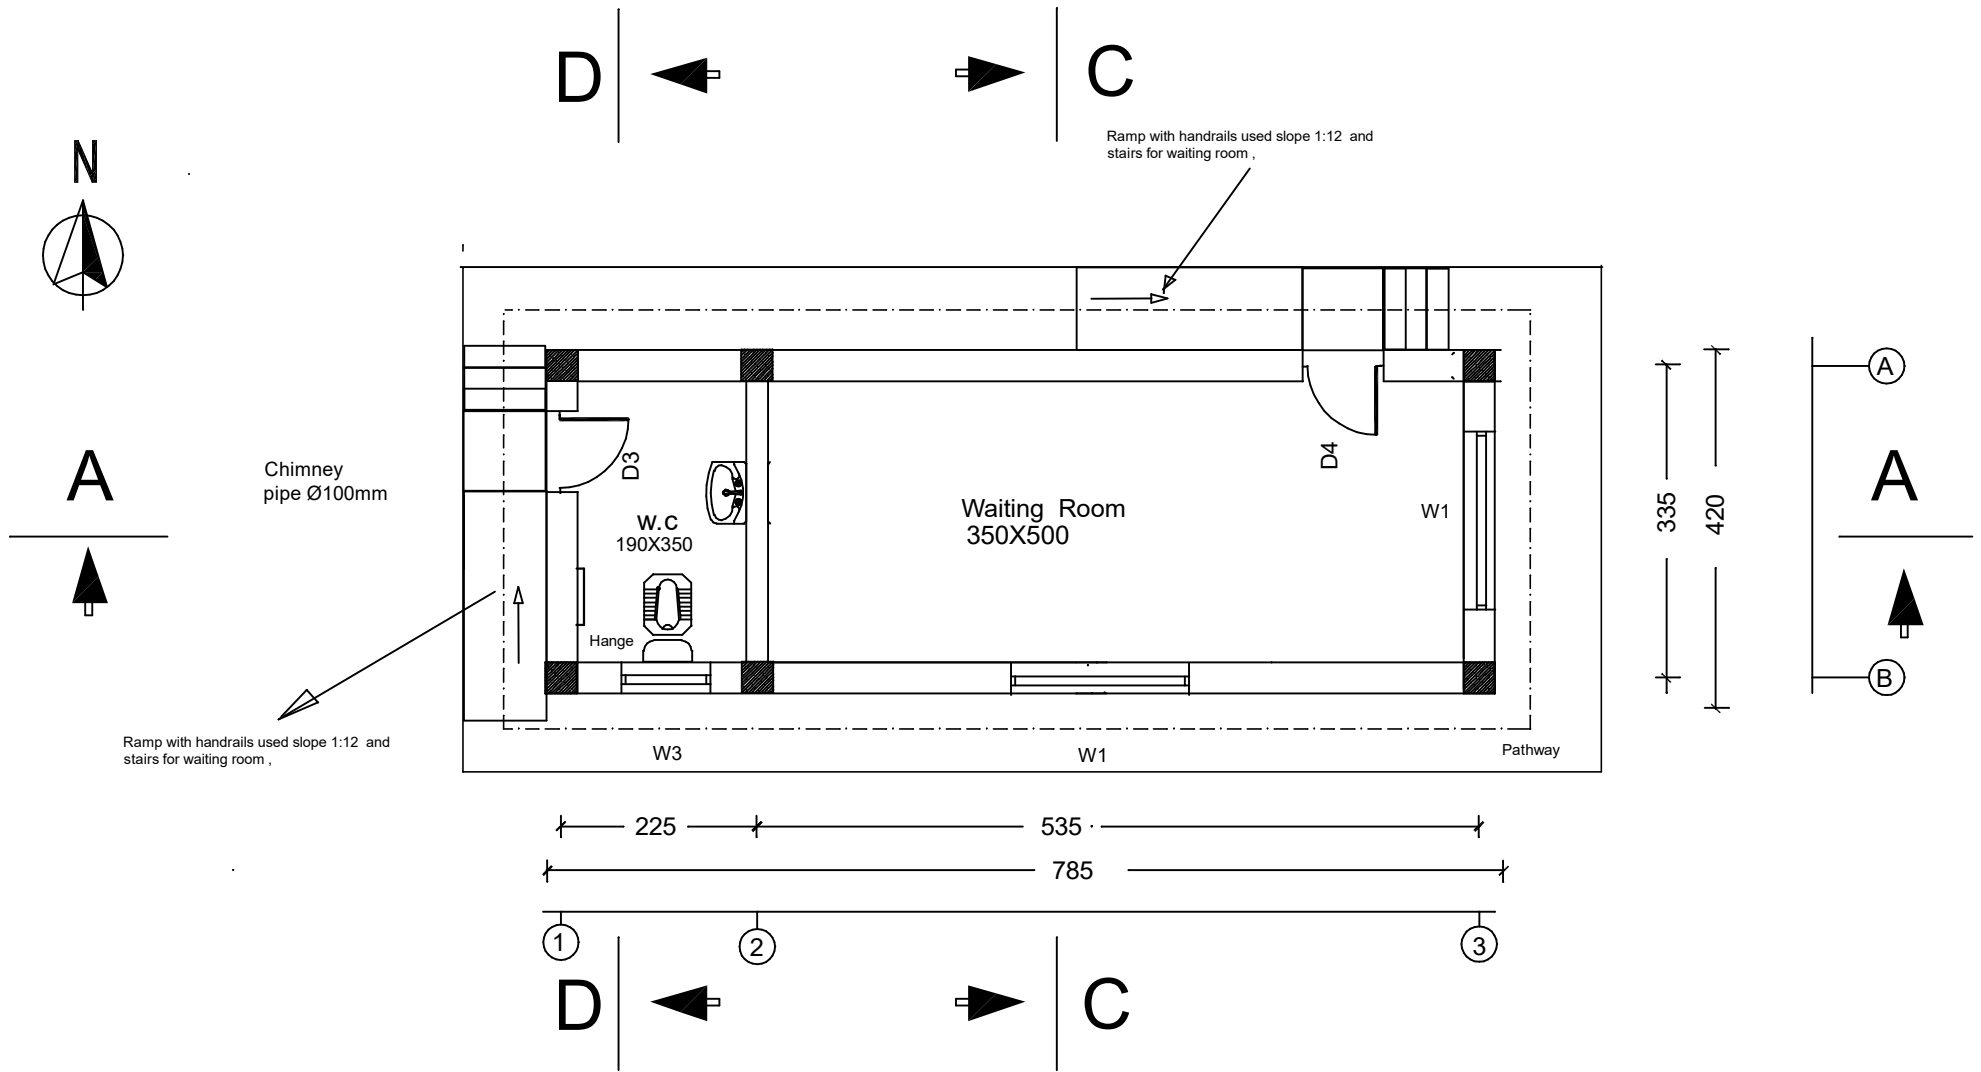 D
C
Ramp with handrails used slope 1:12 and
stairs for waiting room ,
N
A
A
Chimney
pipe Ø100mm
D3
D4
A
W.C
190X350
Waiting Room
350X500
W1
335
420
Hange
B
Ramp with handrails used slope 1:12 and
stairs for waiting room ,
W3
W1
Pathway
225
535
785
1
2
3
D
C